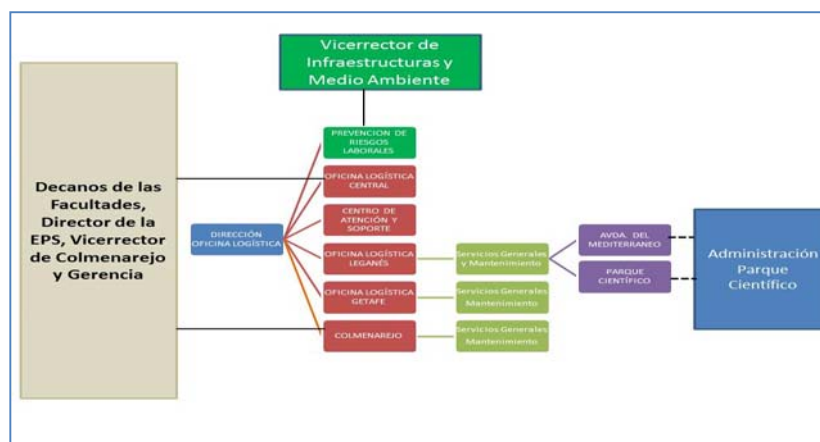 Vicerrector de
Infraestructuras y
Medio Ambiente
Decanos de las
Facultades,
Director de la
EPS, Vicerrector
de Colmenarejo
y Gerencia
DIRECCIÓN
OFICINA LOGÍSTICA
PREVENCION DE
RIESGOS
LABORALES
OFICINA LOGÍSTICA
CENTRAL
CENTRO DE
ATENCIÓN Y
SOPORTE
OFICINA LOGÍSTICA
LEGANÉS
OFICINA LOGÍSTICA
GETAFE
COLMENAREJO
Servicios Generales
y Mantenimiento
Servicios Generales
Mantenimiento
Servicios Generales
Mantenimiento
AVDA. DEL
MEDITERRANEO
PARQUE
CIENTÍFICO
Administración
Parque
Científico